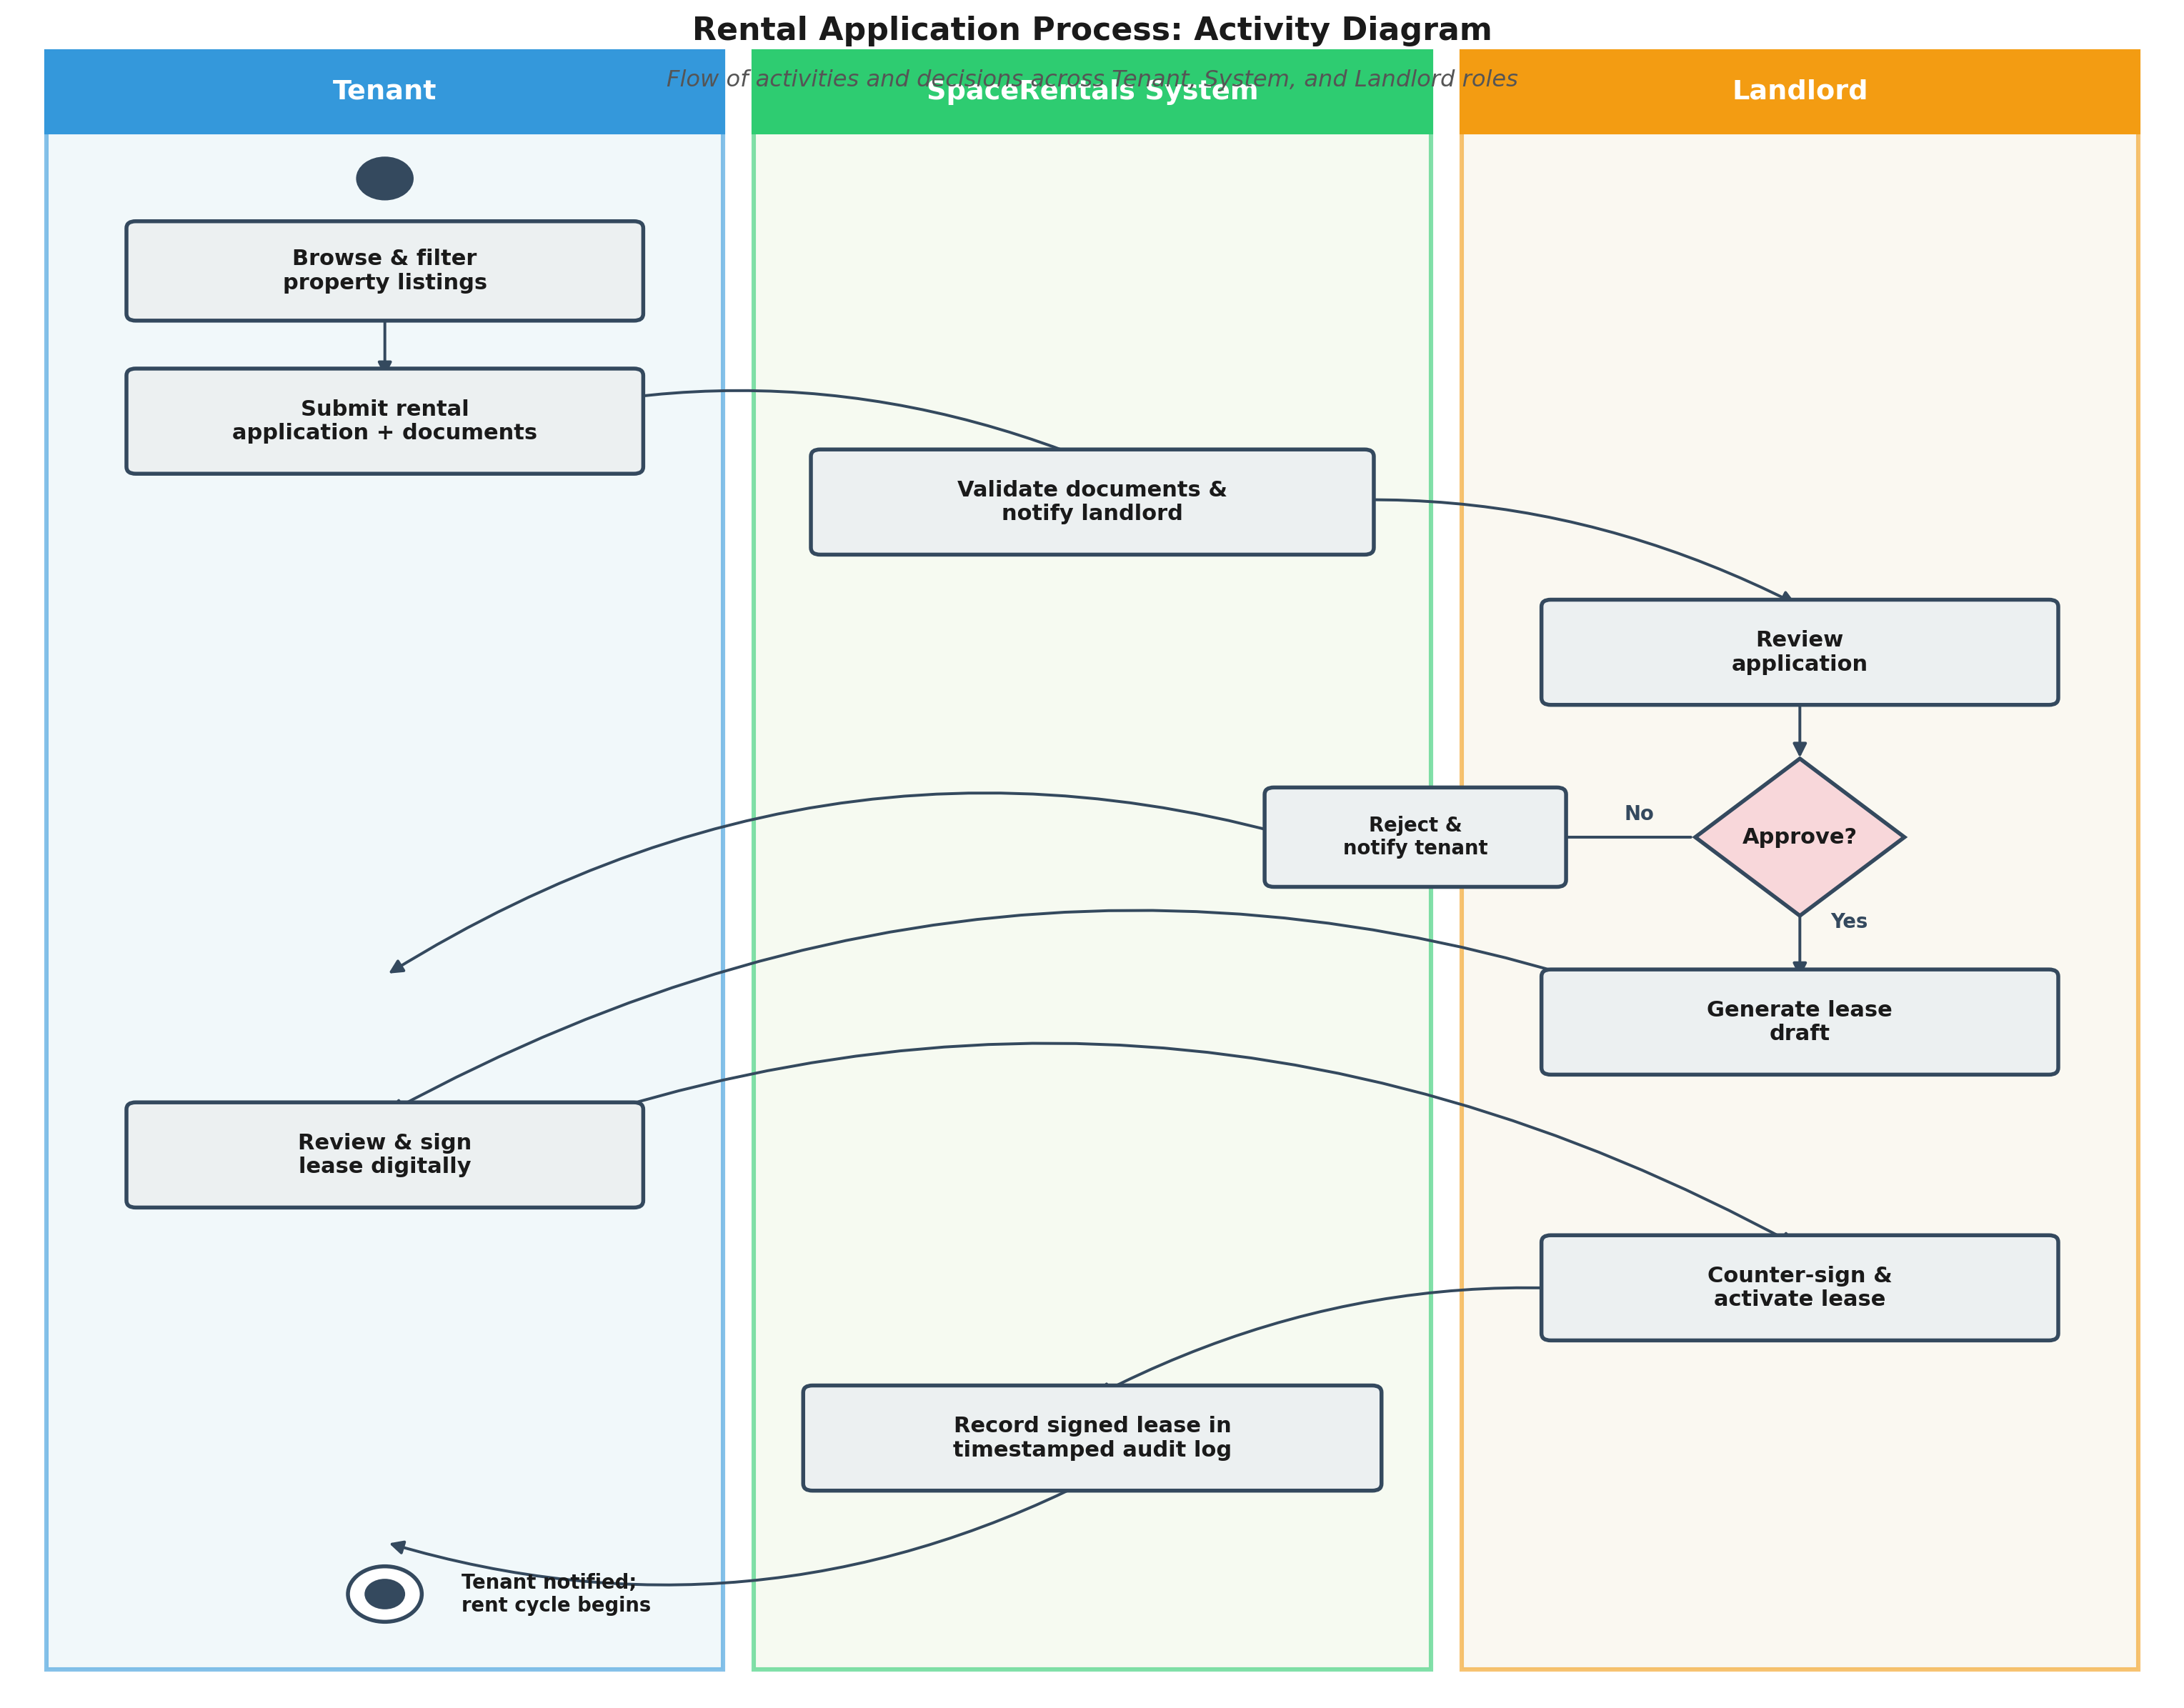 Rental Application Process: Activity Diagram
Flow of activities and decisions across Tenant, System, and Landlord roles
Tenant
SpaceRentals System
Landlord
Browse & filter
property listings
Submit rental
application + documents
Validate documents &
notify landlord
Review
application
Reject &
notify tenant
No
Approve?
Yes
Generate lease
draft
Review & sign
lease digitally
Counter-sign &
activate lease
Record signed lease in
timestamped audit log
Tenant notified;
rent cycle begins